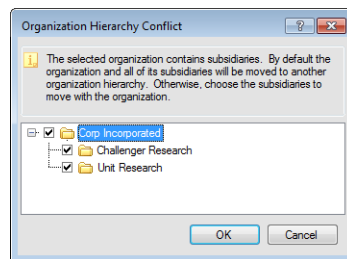 Organization Hierarchy Conflict
The selected organization contains subsidiaries. By default the
organization and all of its subsidiaries will be moved to another
organization hierarchy. Otherwise, choose the subsidiaries to
move with the organization.
Corp Incorporated
Challenger Research
Unit Research
OK Cancel